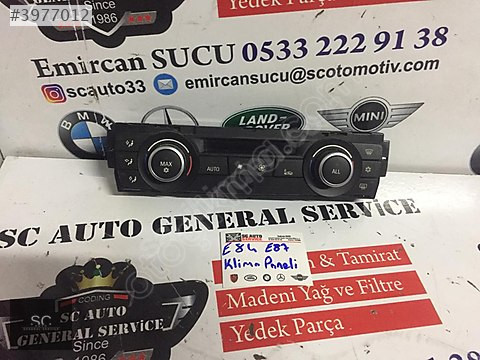 #3977012
Since
1986
Yedek Parça
Emircan SUCU 0533 222 91 38
scauto33
emircansucu@scotomotiv.com
BMW
LAND-
ROVER
MINI
MAX
AUTO
ALL
SC AUTO GENERAL SERVICE
SC AUTO
E84 E87
Klima Paneli
& Tamirat
Madeni Yağ ve Filtre
Yedek Parça
CODING
SC
SC AUTO
GENERAL SERVICE
Since
1986